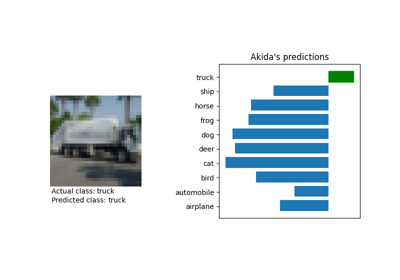 Akida's predictions
truck
ship
horse
frog
dog
deer
cat
bird
automobile
airplane
Actual class: truck
Predicted class: truck